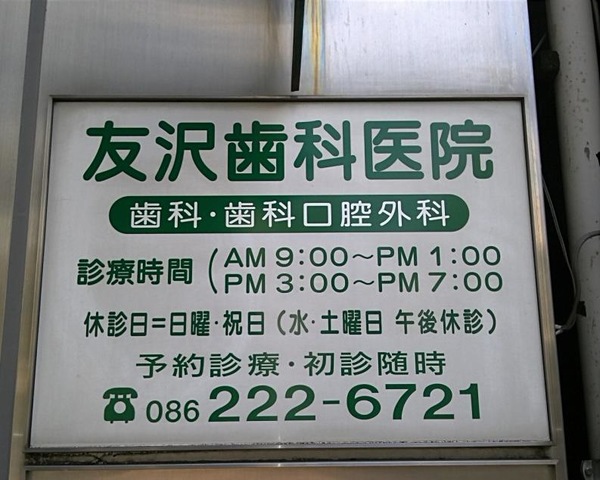 友沢歯科医院
歯科・歯科口腔外科
診療時間 ( AM 9:00〜PM 1:00
PM 3:00〜PM 7:00
休診日=日曜・祝日 (水・土曜日 午後休診)
予約診療・初診随時
☎ 086 222-6721